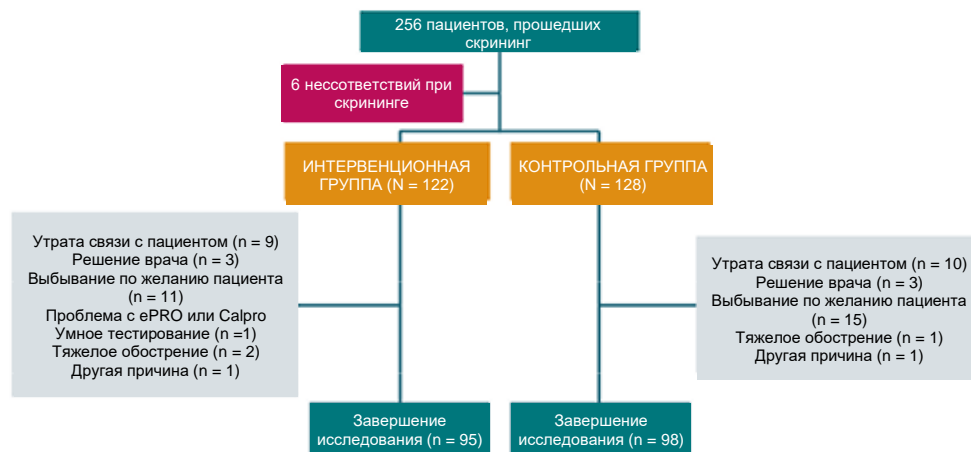 256 пациентов, прошедших
скрининг
6 нессответствий при
скрининге
ИНТЕРВЕНЦИОННАЯ
ГРУППА (N = 122)
КОНТРОЛЬНАЯ ГРУППА
(N = 128)
Утрата связи с пациентом (n = 9)
Решение врача (n = 3)
Выбывание по желанию пациента
(n = 11)
Проблема с ePRO или Calpro
Умное тестирование (n =1)
Тяжелое обострение (n = 2)
Другая причина (n = 1)
Утрата связи с пациентом (n = 10)
Решение врача (n = 3)
Выбывание по желанию пациента
(n = 15)
Тяжелое обострение (n = 1)
Другая причина (n = 1)
Завершение
исследования (n = 95)
Завершение
исследования (n = 98)